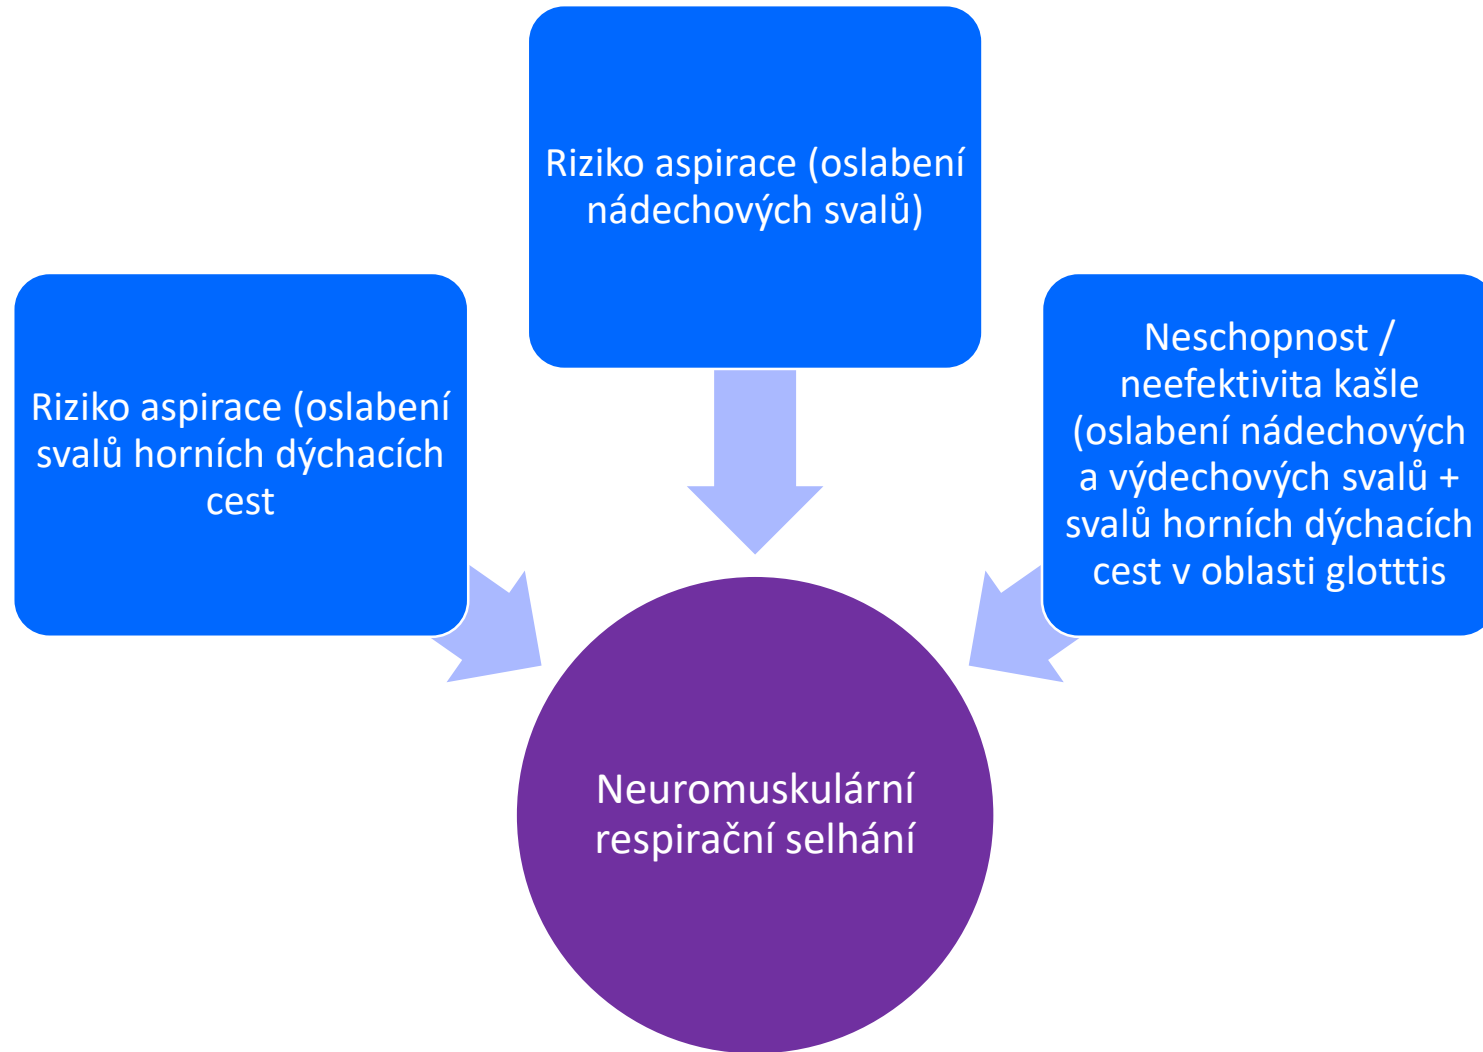 Riziko aspirace (oslabení
nádechových svalů)
Riziko aspirace (oslabení
svalů horních dýchacích
cest
Neschopnost /
neefektivita kašle
(oslabení nádechových
a výdechových svalů +
svalů horních dýchacích
cest v oblasti glotttis
Neuromuskulární
respirační selhání